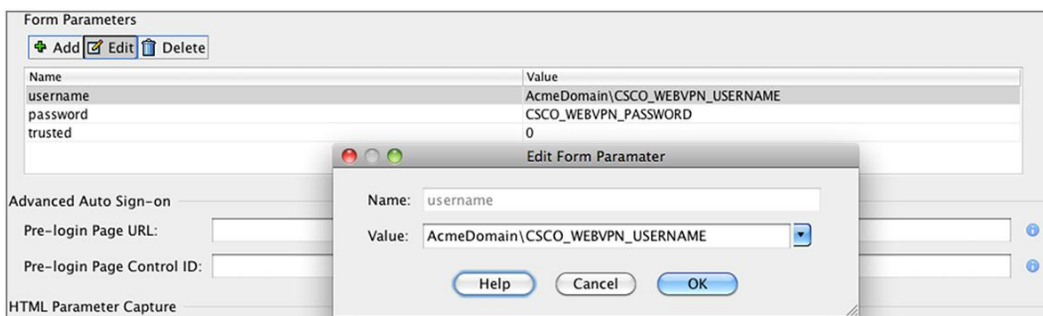 Form Parameters
Add Edit Delete
Name Value
username AcmeDomain\CSCO_WEBVPN_USERNAME
password CSCO_WEBVPN_PASSWORD
trusted 0
Edit Form Paramater
Name: username
Value: AcmeDomain\CSCO_WEBVPN_USERNAME
Help Cancel OK
Advanced Auto Sign-on
Pre-login Page URL:
Pre-login Page Control ID:
HTML Parameter Capture